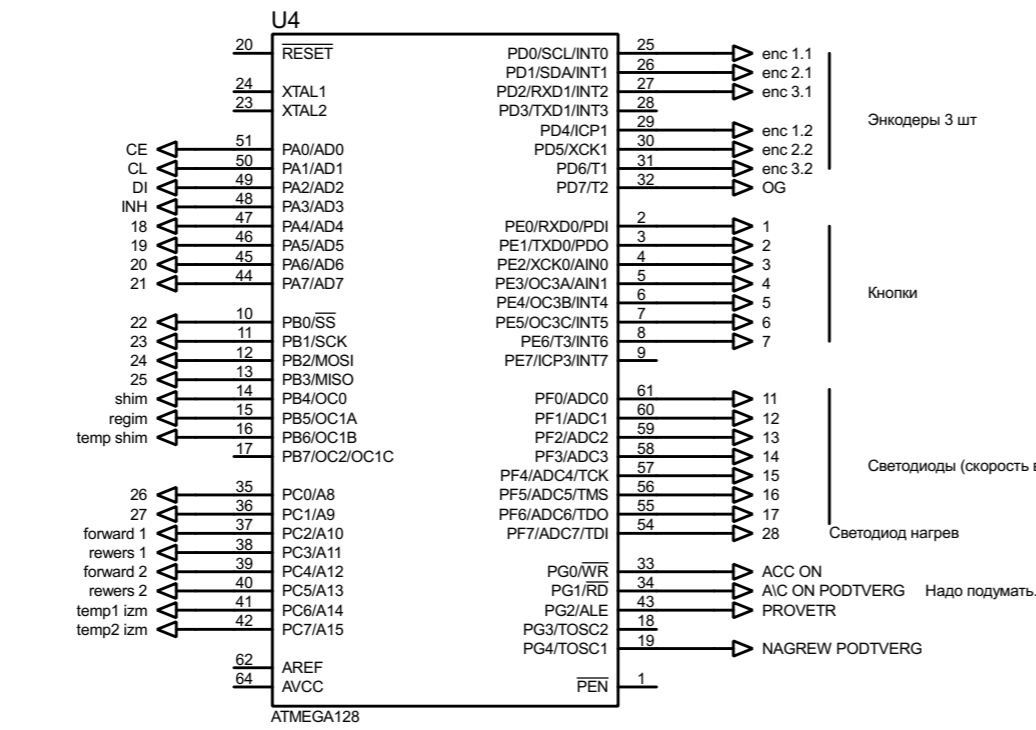 U4
20 RESET
24 XTAL1
23 XTAL2
CE 51 PA0/AD0
CL 50 PA1/AD1
DI 49 PA2/AD2
INH 48 PA3/AD3
18 47 PA4/AD4
19 46 PA5/AD5
20 45 PA6/AD6
21 44 PA7/AD7
22 10 PB0/SS
23 11 PB1/SCK
24 12 PB2/MOSI
25 13 PB3/MISO
shim 14 PB4/OC0
regim 15 PB5/OC1A
temp shim 16 PB6/OC1B
17 PB7/OC2/OC1C
26 35 PC0/A8
27 36 PC1/A9
forward 1 37 PC2/A10
rewers 1 38 PC3/A11
forward 2 39 PC4/A12
rewers 2 40 PC5/A13
temp1 izm 41 PC6/A14
temp2 izm 42 PC7/A15
62 AREF
64 AVCC
ATMEGA128
PD0/SCL/INT0 25 enc 1.1
PD1/SDA/INT1 26 enc 2.1
PD2/RXD1/INT2 27 enc 3.1
PD3/TXD1/INT3 28
PD4/ICP1 29 enc 1.2
PD5/XCK1 30 enc 2.2
PD6/T1 31 enc 3.2
PD7/T2 32 OG
Энкодеры 3 шт
PE0/RXD0/PDI 2 1
PE1/TXD0/PDO 3 2
PE2/XCK0/AIN0 4 3
PE3/OC3A/AIN1 5 4
PE4/OC3B/INT4 6 5
PE5/OC3C/INT5 7 6
PE6/T3/INT6 8 7
PE7/ICP3/INT7 9
Кнопки
PF0/ADC0 61 11
PF1/ADC1 60 12
PF2/ADC2 59 13
PF3/ADC3 58 14
PF4/ADC4/TCK 57 15
PF5/ADC5/TMS 56 16
PF6/ADC6/TDO 55 17
PF7/ADC7/TDI 54 28
Светодиоды (скорость
Светодиод нагрев
PG0/WR 33 ACC ON
PG1/RD 34 A\C ON PODTVERG Надо подумать.
PG2/ALE 43 PROVETR
PG3/TOSC2 18
PG4/TOSC1 19 NAGREW PODTVERG
PEN 1